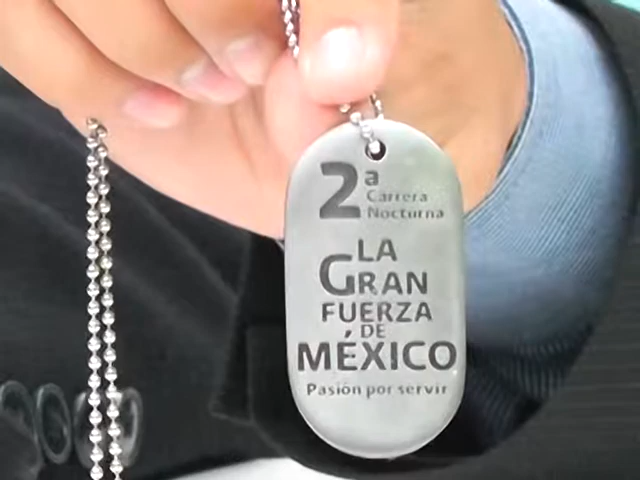 2ª Carrera
Nocturna
LA
GRAN
FUERZA
DE
MÉXICO
Pasión por servir